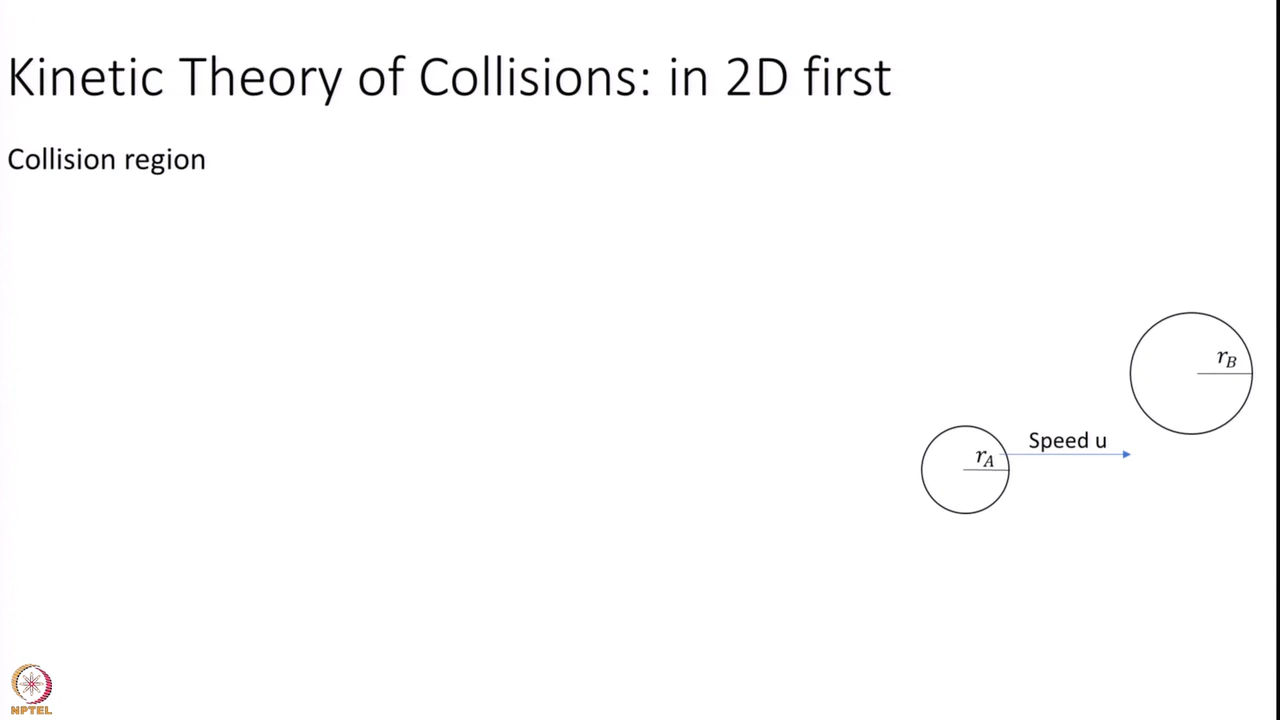 Kinetic Theory of Collisions: in 2D first
Collision region
r_B
Speed u
r_A
NPTEL